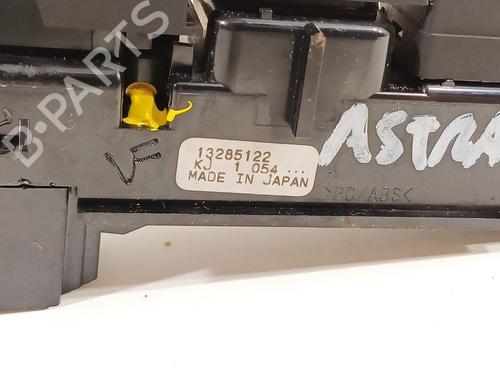 B-PARTS
13285122
KJ 1 054 ...
MADE IN JAPAN
ASTRA
>PC/ABS<